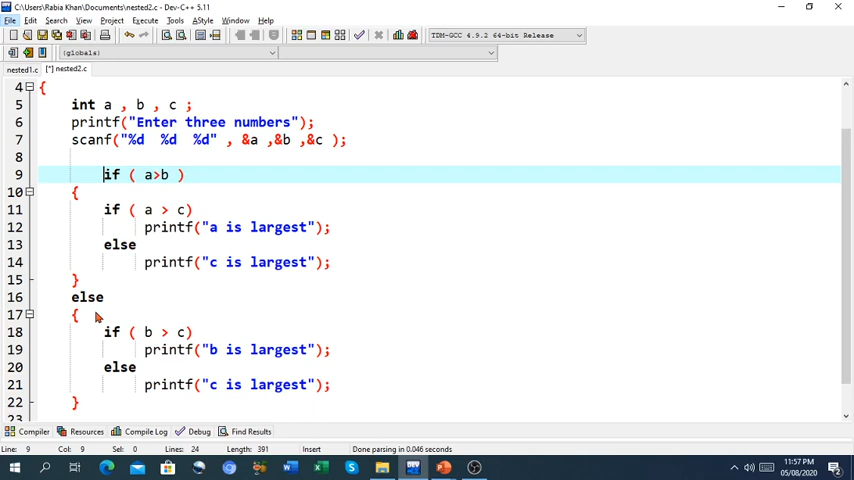 C:\Users\Rabia Khan\Documents\nested2.c - Dev-C++ 5.11
File Edit Search View Project Execute Tools AStyle Window Help
TDM-GCC 4.9.2 64-bit Release
(globals)
nested1.c [*] nested2.c
4 {
5 int a , b , c ;
6 printf("Enter three numbers");
7 scanf("%d %d %d" , &a ,&b ,&c );
8
9 if ( a>b )
10 {
11 if ( a > c)
12 printf("a is largest");
13 else
14 printf("c is largest");
15 }
16 else
17 {
18 if ( b > c)
19 printf("b is largest");
20 else
21 printf("c is largest");
22 }
23
Compiler Resources Compile Log Debug Find Results
Line: 9 Col: 9 Sel: 0 Lines: 24 Length: 391 Insert Done parsing in 0.046 seconds
11:57 PM
05/08/2020